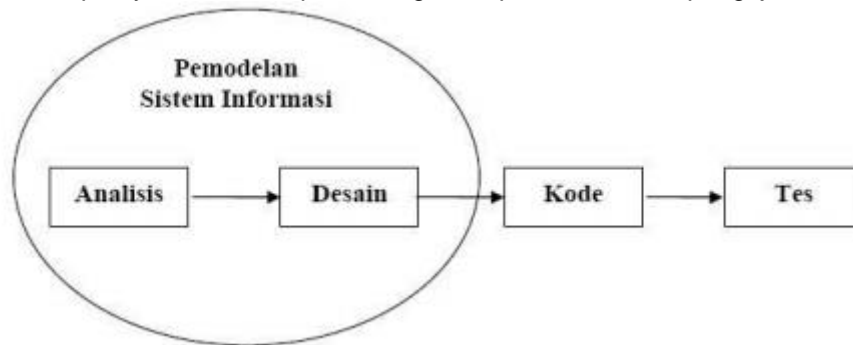 Pemodelan
Sistem Informasi
Analisis
Desain
Kode
Tes